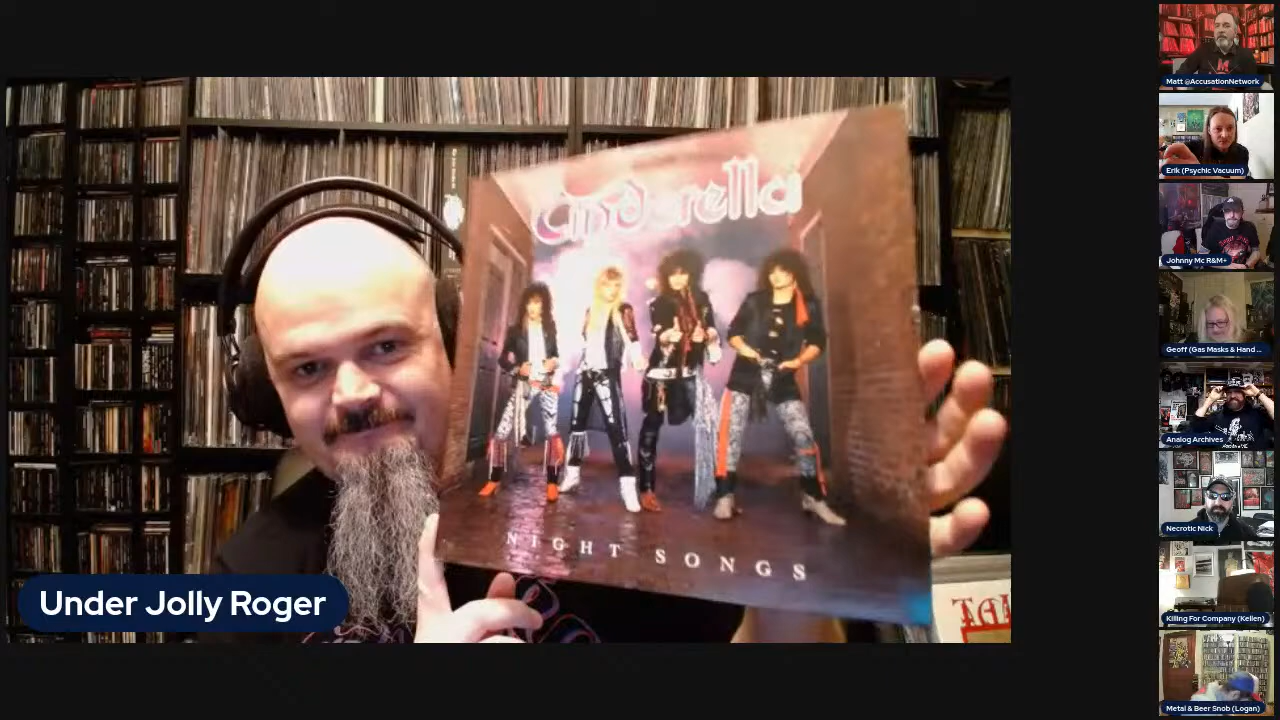 Cinderella
NIGHT SONGS
Under Jolly Roger
TAN
Matt @AccusationNetwork
Erik (Psychic Vacuum)
Johnny Mc R&M+
Geoff (Gas Masks & Hand ...
Analog Archives
Necrotic Nick
Killing For Company (Kellen)
Metal & Beer Snob (Logan)